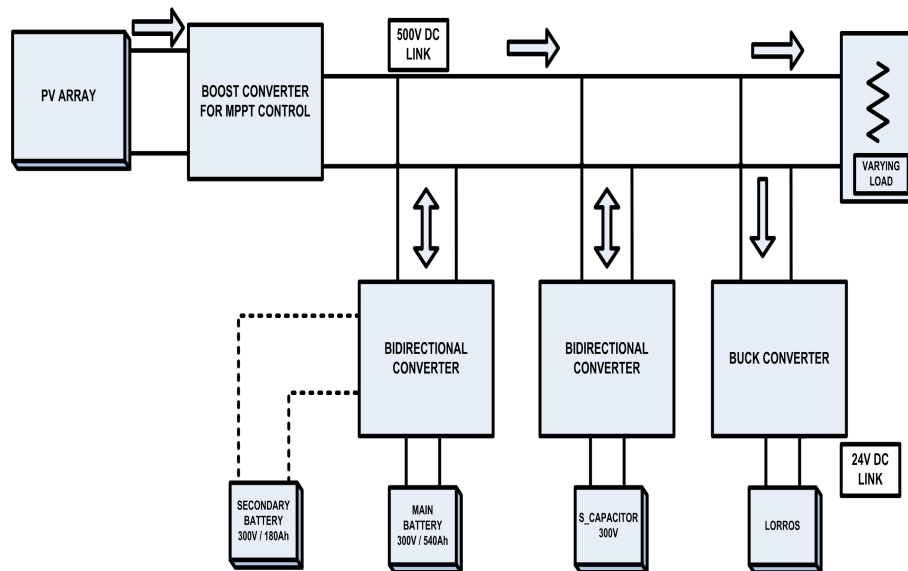 500V DC
LINK
PV ARRAY
BOOST CONVERTER
FOR MPPT CONTROL
VARYING
LOAD
BIDIRECTIONAL
CONVERTER
BIDIRECTIONAL
CONVERTER
BUCK CONVERTER
24V DC
LINK
SECONDARY
BATTERY
300V / 180Ah
MAIN
BATTERY
300V / 540Ah
S_CAPACITOR
300V
LORROS